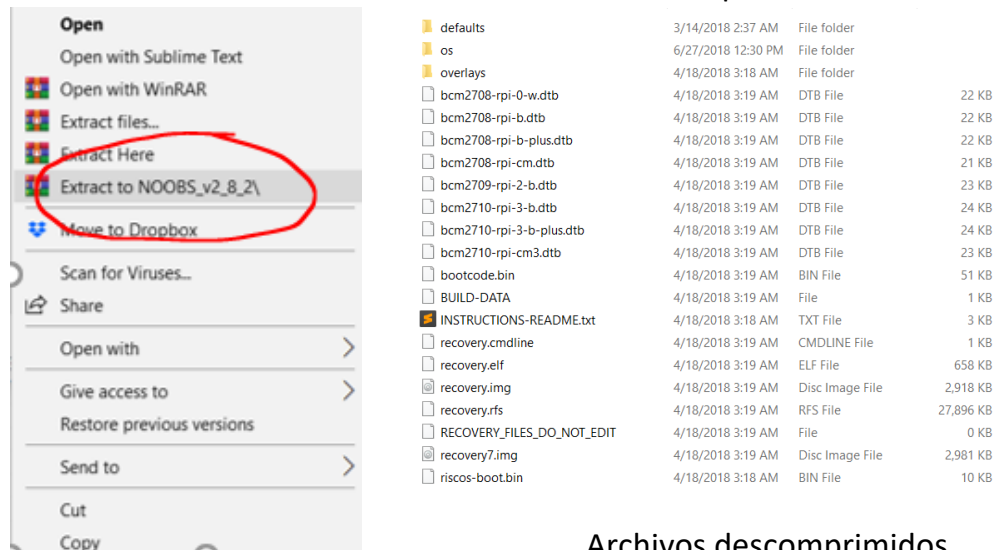 Open
Open with Sublime Text
Open with WinRAR
Extract files...
Extract Here
Extract to NOOBS_v2_8_2\
Move to Dropbox
Scan for Viruses...
Share
Open with
Give access to
Restore previous versions
Send to
Cut
Copy
defaults 3/14/2018 2:37 AM File folder
os 6/27/2018 12:30 PM File folder
overlays 4/18/2018 3:18 AM File folder
bcm2708-rpi-0-w.dtb 4/18/2018 3:19 AM DTB File 22 KB
bcm2708-rpi-b.dtb 4/18/2018 3:19 AM DTB File 22 KB
bcm2708-rpi-b-plus.dtb 4/18/2018 3:19 AM DTB File 22 KB
bcm2708-rpi-cm.dtb 4/18/2018 3:19 AM DTB File 21 KB
bcm2709-rpi-2-b.dtb 4/18/2018 3:19 AM DTB File 23 KB
bcm2710-rpi-3-b.dtb 4/18/2018 3:19 AM DTB File 24 KB
bcm2710-rpi-3-b-plus.dtb 4/18/2018 3:19 AM DTB File 24 KB
bcm2710-rpi-cm3.dtb 4/18/2018 3:19 AM DTB File 23 KB
bootcode.bin 4/18/2018 3:19 AM BIN File 51 KB
BUILD-DATA 4/18/2018 3:19 AM File 1 KB
INSTRUCTIONS-README.txt 4/18/2018 3:18 AM TXT File 3 KB
recovery.cmdline 4/18/2018 3:19 AM CMDLINE File 1 KB
recovery.elf 4/18/2018 3:19 AM ELF File 658 KB
recovery.img 4/18/2018 3:19 AM Disc Image File 2,918 KB
recovery.rfs 4/18/2018 3:19 AM RFS File 27,896 KB
RECOVERY_FILES_DO_NOT_EDIT 4/18/2018 3:19 AM File 0 KB
recovery7.img 4/18/2018 3:19 AM Disc Image File 2,981 KB
riscos-boot.bin 4/18/2018 3:18 AM BIN File 10 KB
Archivos descomprimidos